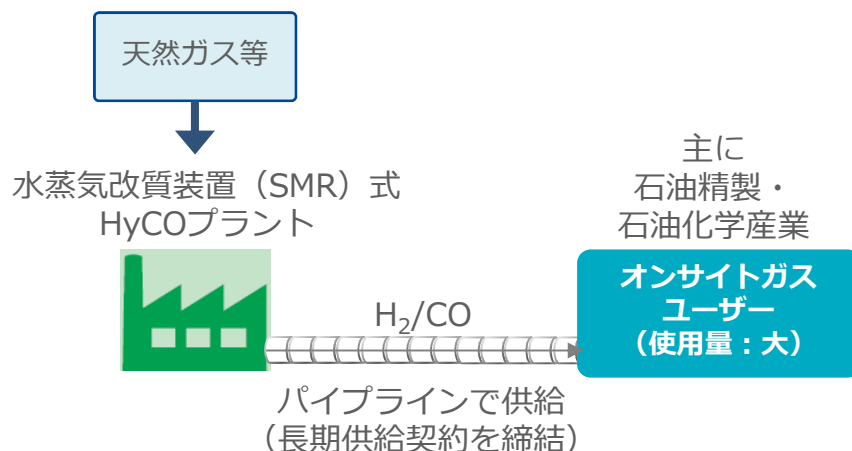 天然ガス等
水蒸気改質装置（SMR）式
HyCOプラント
H₂/CO
パイプラインで供給
（長期供給契約を締結）
主に
石油精製・
石油化学産業
オンサイトガス
ユーザー
（使用量：大）